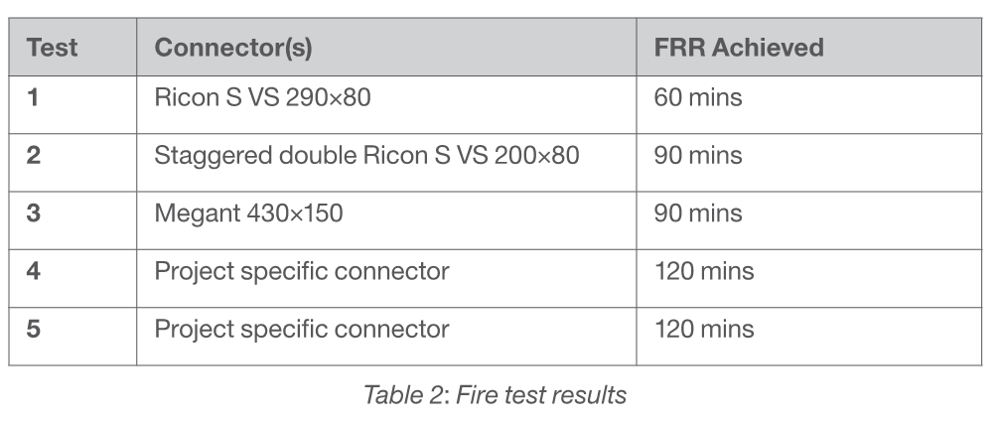 Test Connector(s) FRR Achieved
1 Ricon S VS 290×80 60 mins
2 Staggered double Ricon S VS 200×80 90 mins
3 Megant 430×150 90 mins
4 Project specific connector 120 mins
5 Project specific connector 120 mins
Table 2: Fire test results